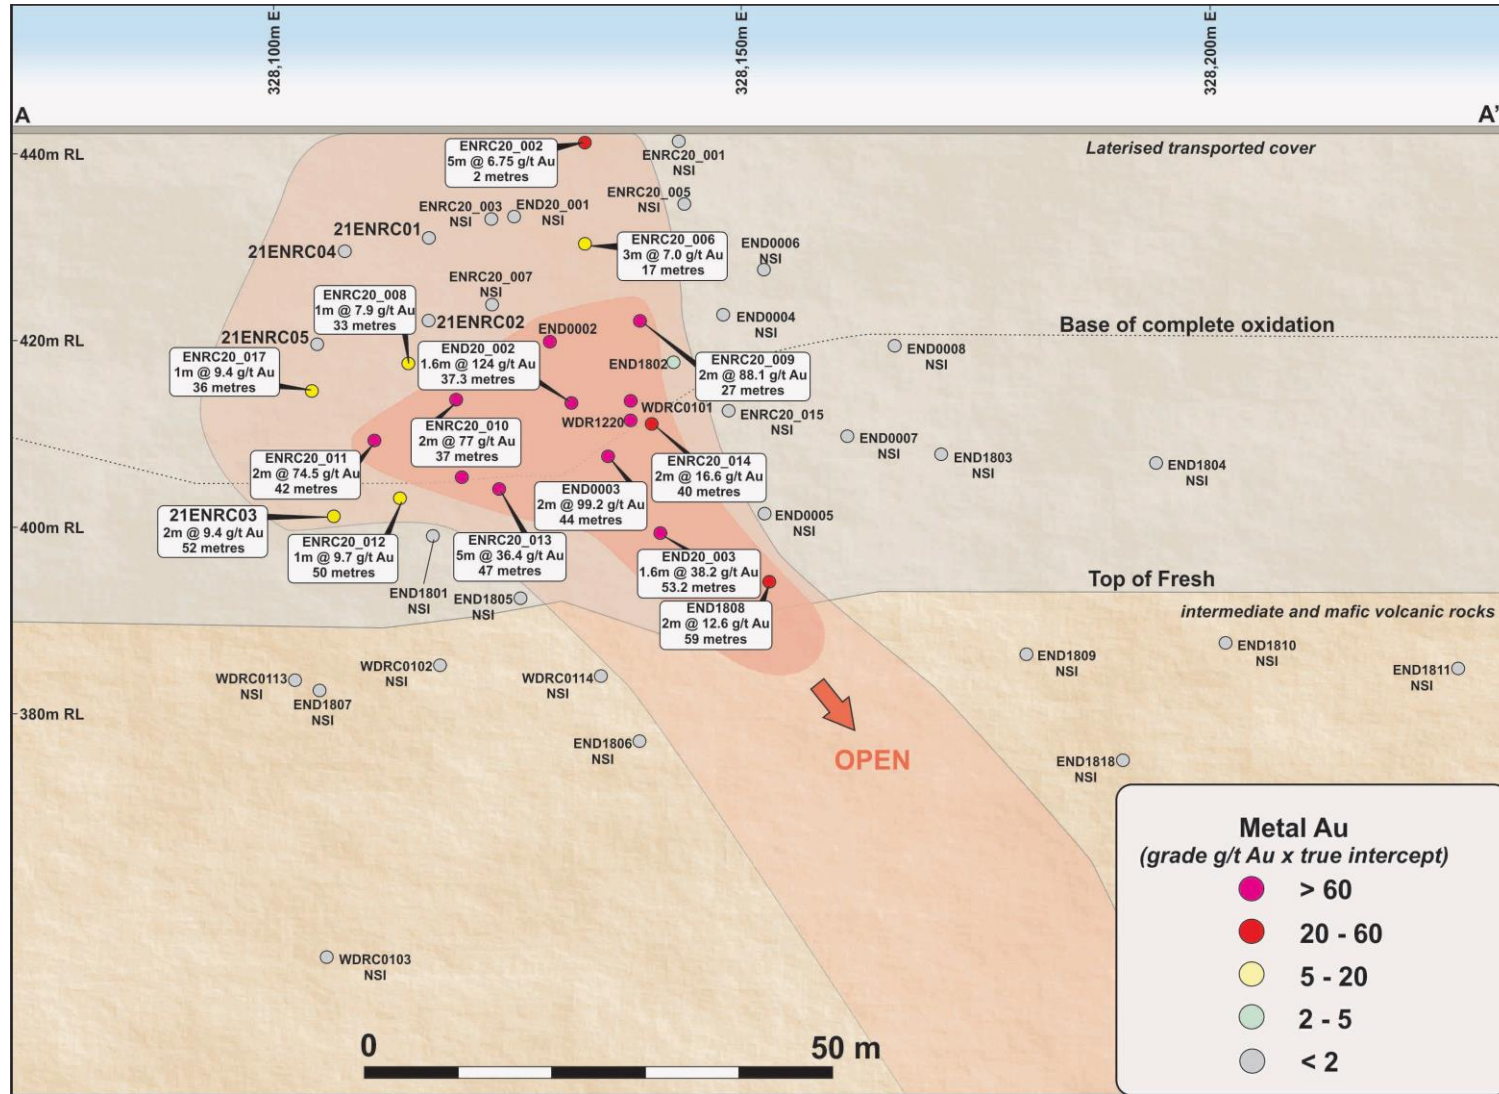 328,100m E
328,150m E
328,200m E
A
A'
440m RL
Laterised transported cover
ENRC20_002
5m @ 6.75 g/t Au
2 metres
ENRC20_001
NSI
ENRC20_003
NSI
END20_001
NSI
ENRC20_005
NSI
21ENRC01
21ENRC04
ENRC20_006
3m @ 7.0 g/t Au
17 metres
END0006
NSI
ENRC20_007
NSI
ENRC20_008
1m @ 7.9 g/t Au
33 metres
21ENRC02
END0002
END0004
NSI
Base of complete oxidation
420m RL
21ENRC05
ENRC20_017
1m @ 9.4 g/t Au
36 metres
END20_002
1.6m @ 124 g/t Au
37.3 metres
END1802
ENRC20_009
2m @ 88.1 g/t Au
27 metres
END0008
NSI
WDRC0101
WDR1220
ENRC20_015
NSI
ENRC20_010
2m @ 77 g/t Au
37 metres
END0007
NSI
END1803
NSI
END1804
NSI
ENRC20_011
2m @ 74.5 g/t Au
42 metres
ENRC20_014
2m @ 16.6 g/t Au
40 metres
END0003
2m @ 99.2 g/t Au
44 metres
400m RL
21ENRC03
2m @ 9.4 g/t Au
52 metres
END0005
NSI
ENRC20_012
1m @ 9.7 g/t Au
50 metres
ENRC20_013
5m @ 36.4 g/t Au
47 metres
END20_003
1.6m @ 38.2 g/t Au
53.2 metres
END1801
NSI
END1805
NSI
END1808
2m @ 12.6 g/t Au
59 metres
Top of Fresh
intermediate and mafic volcanic rocks
WDRC0102
NSI
WDRC0113
NSI
END1807
NSI
WDRC0114
NSI
END1809
NSI
END1810
NSI
END1811
NSI
380m RL
END1806
NSI
OPEN
END1818
NSI
WDRC0103
NSI
0
50 m
Metal Au
(grade g/t Au x true intercept)
> 60
20 - 60
5 - 20
2 - 5
< 2